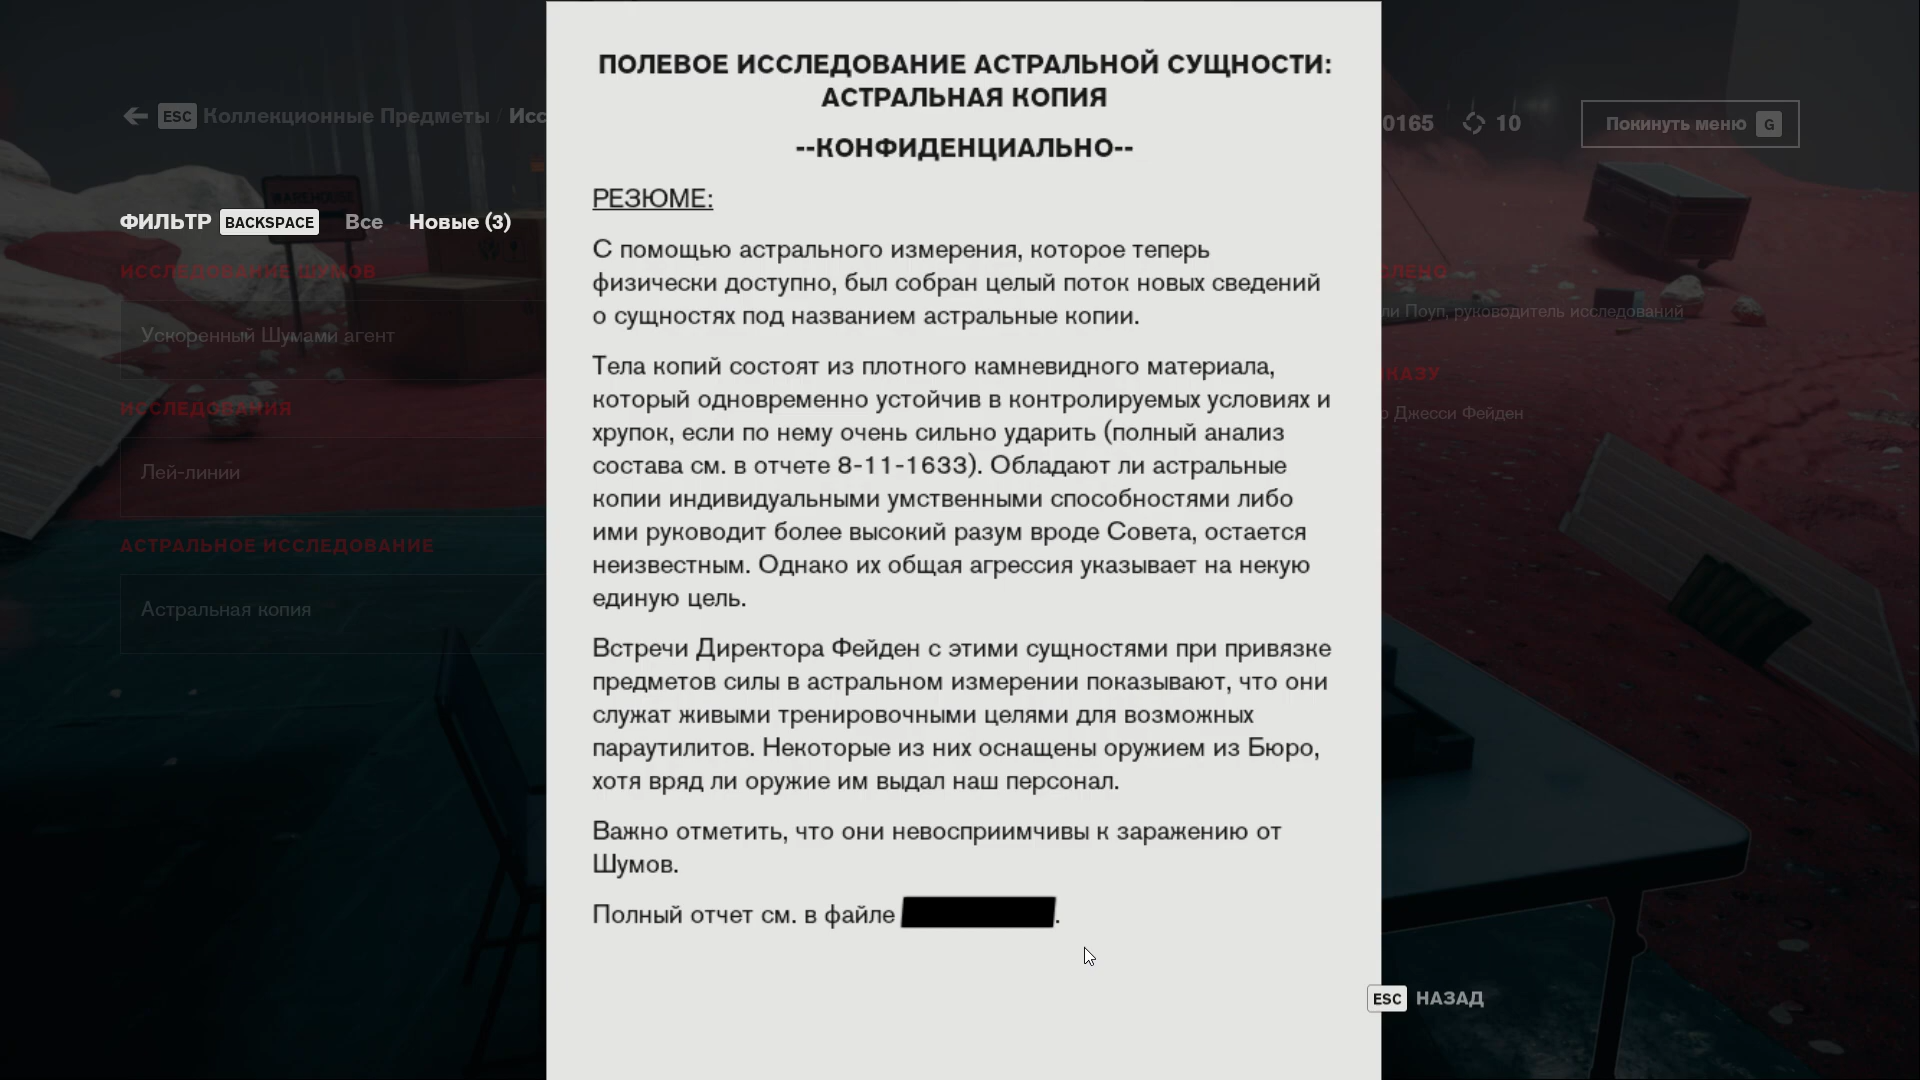 ПОЛЕВОЕ ИССЛЕДОВАНИЕ АСТРАЛЬНОЙ СУЩНОСТИ:
АСТРАЛЬНАЯ КОПИЯ
--КОНФИДЕНЦИАЛЬНО--
РЕЗЮМЕ:
С помощью астрального измерения, которое теперь
физически доступно, был собран целый поток новых сведений
о сущностях под названием астральные копии.
Тела копий состоят из плотного камневидного материала,
который одновременно устойчив в контролируемых условиях и
хрупок, если по нему очень сильно ударить (полный анализ
состава см. в отчете 8-11-1633). Обладают ли астральные
копии индивидуальными умственными способностями либо
ими руководит более высокий разум вроде Совета, остается
неизвестным. Однако их общая агрессия указывает на некую
единую цель.
Встречи Директора Фейден с этими сущностями при привязке
предметов силы в астральном измерении показывают, что они
служат живыми тренировочными целями для возможных
параутилитов. Некоторые из них оснащены оружием из Бюро,
хотя вряд ли оружие им выдал наш персонал.
Важно отметить, что они невосприимчивы к заражению от
Шумов.
Полный отчет см. в файле .
ESC Коллекционные Предметы / Исс
ФИЛЬТР BACKSPACE Все · Новые (3)
WAREHOUSE
ИССЛЕДОВАНИЕ ШУМОВ
Ускоренный Шумами агент
ИССЛЕДОВАНИЯ
Лей-линии
АСТРАЛЬНОЕ ИССЛЕДОВАНИЕ
Астральная копия
0165 10
Покинуть меню G
ЛЕНО
ли Поуп, руководитель исследований
КАЗУ
р Джесси Фейден
ESC НАЗАД